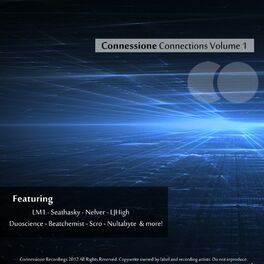 Connessione Connections Volume 1
Featuring
LM1 - Seathasky - Nelver - LJHigh
Duoscience - Beatchemist - Scro - Nultabyte & more!
Connessione Recordings 2012 All Rights Reserved. Copywrite owned by label and recording artists. Do not reproduce.